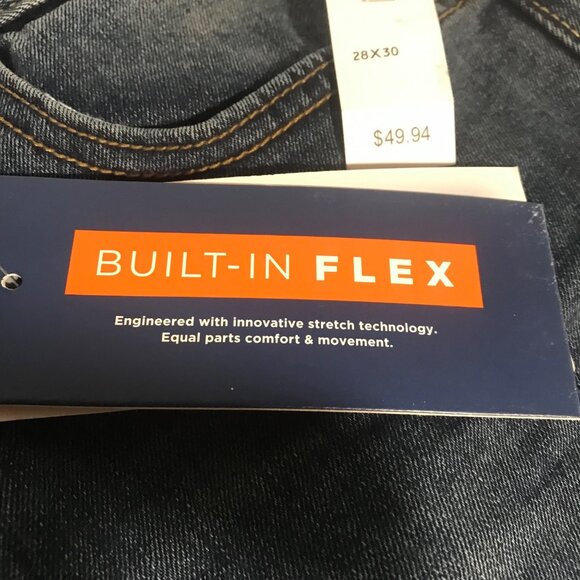 28X30
$49.94
BUILT-IN FLEX
Engineered with innovative stretch technology.
Equal parts comfort & movement.